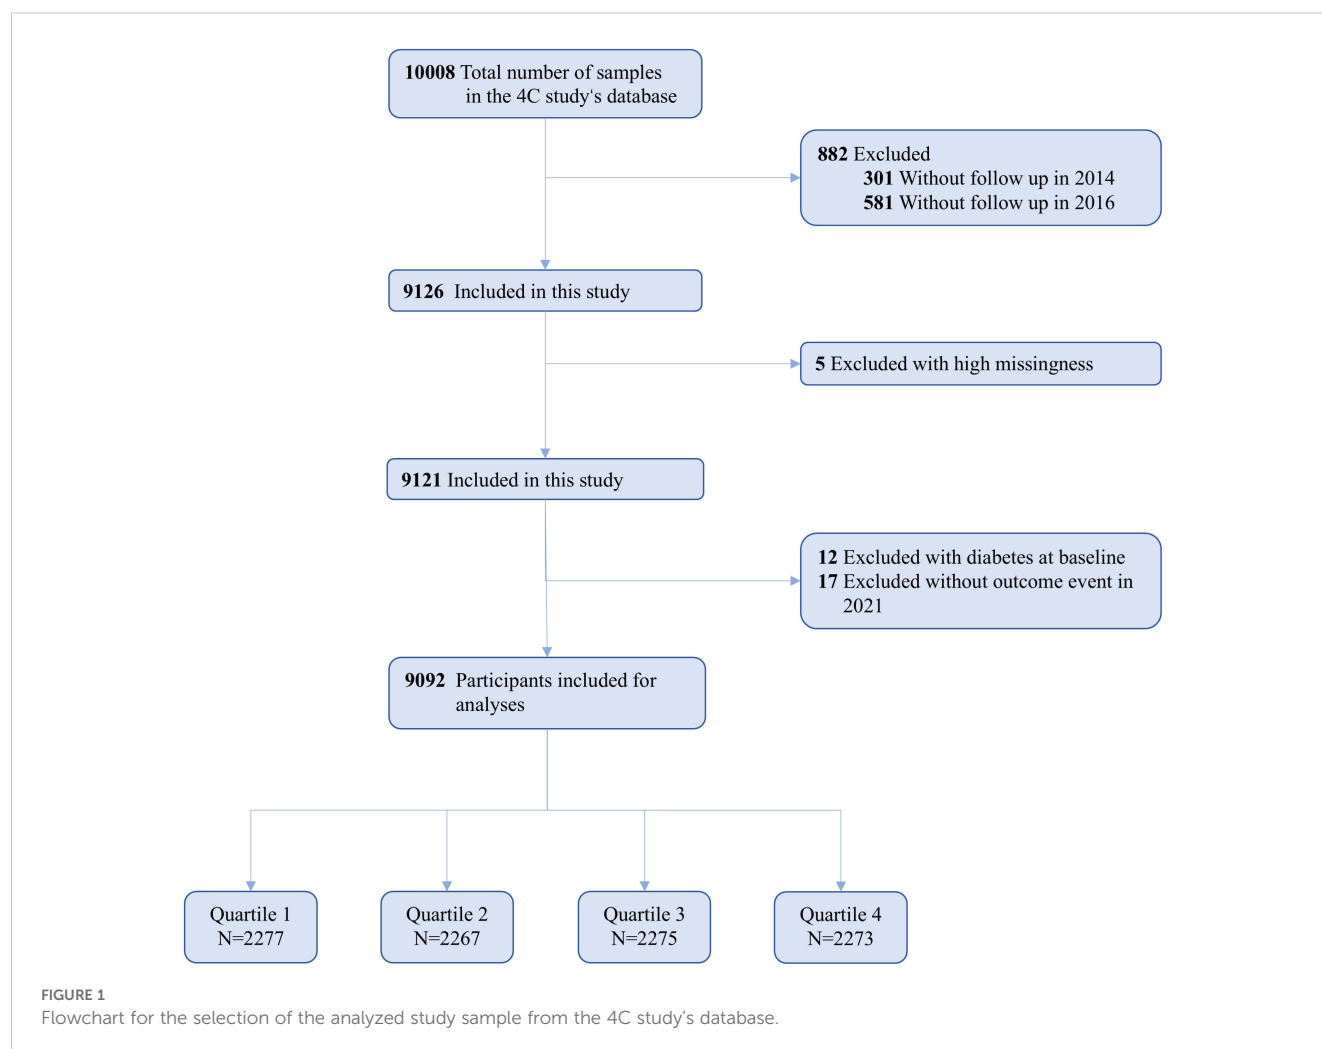 10008 Total number of samples
in the 4C study‘s database
882 Excluded
301 Without follow up in 2014
581 Without follow up in 2016
9126 Included in this study
5 Excluded with high missingness
9121 Included in this study
12 Excluded with diabetes at baseline
17 Excluded without outcome event in
2021
9092 Participants included for
analyses
Quartile 1
N=2277
Quartile 2
N=2267
Quartile 3
N=2275
Quartile 4
N=2273
FIGURE 1
Flowchart for the selection of the analyzed study sample from the 4C study’s database.